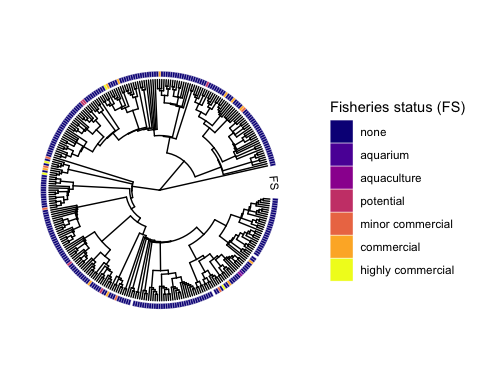 Fisheries status (FS)
none
aquarium
aquaculture
potential
minor commercial
commercial
highly commercial
FS